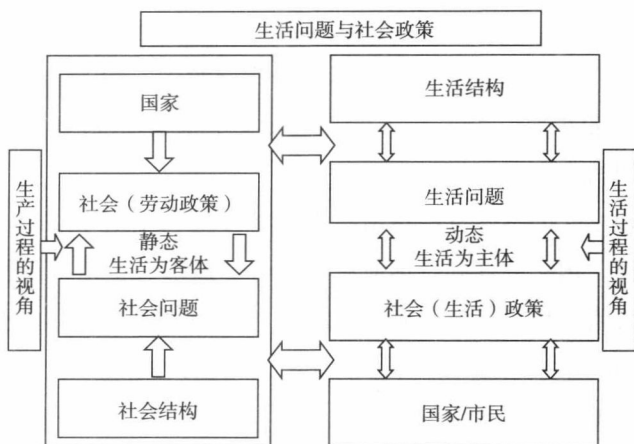 生活问题与社会政策
国家
社会（劳动政策）
静态
生活为客体
社会问题
社会结构
生产过程的视角
生活结构
生活问题
动态
生活为主体
社会（生活）政策
国家/市民
生活过程的视角